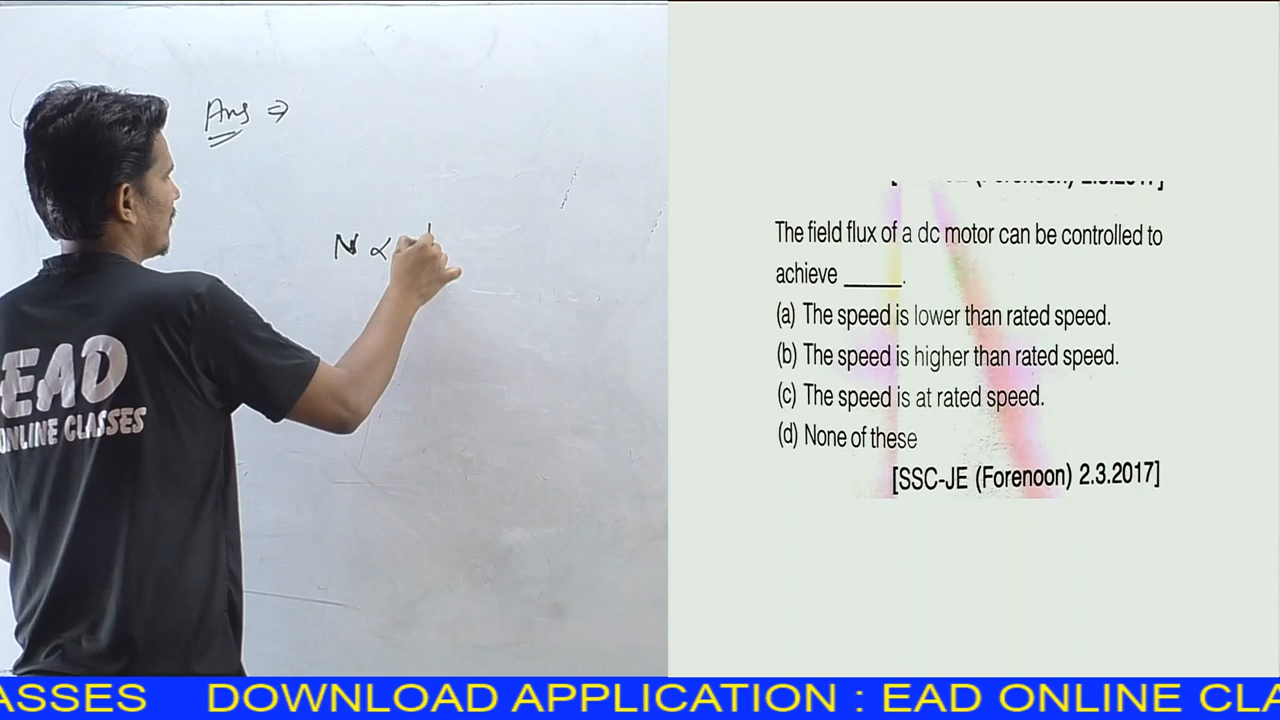 Ans ⇒
N ∝
EAD
ONLINE CLASSES
The field flux of a dc motor can be controlled to
achieve _____.
(a) The speed is lower than rated speed.
(b) The speed is higher than rated speed.
(c) The speed is at rated speed.
(d) None of these
[SSC-JE (Forenoon) 2.3.2017]
ASSES DOWNLOAD APPLICATION : EAD ONLINE CLA